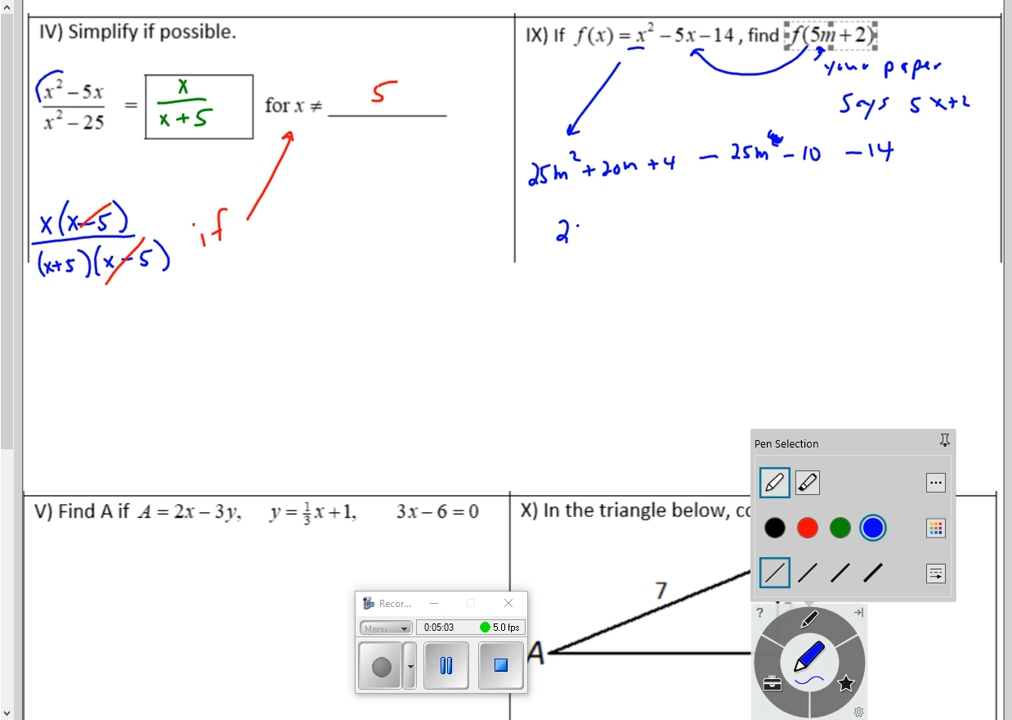 IV) Simplify if possible.
x² − 5x / x² − 25 = x / x + 5 for x ≠ 5
x(x−5) / (x+5)(x−5) if
IX) If f(x) = x² − 5x − 14, find f(5m + 2)
your paper
says 5x+2
25m² + 20m + 4 − 25m − 10 − 14
2
V) Find A if A = 2x − 3y, y = ⅓x + 1, 3x − 6 = 0
X) In the triangle below, co
7
A
Pen Selection
Recor...
Menu
0:05:03
5.0 fps
?